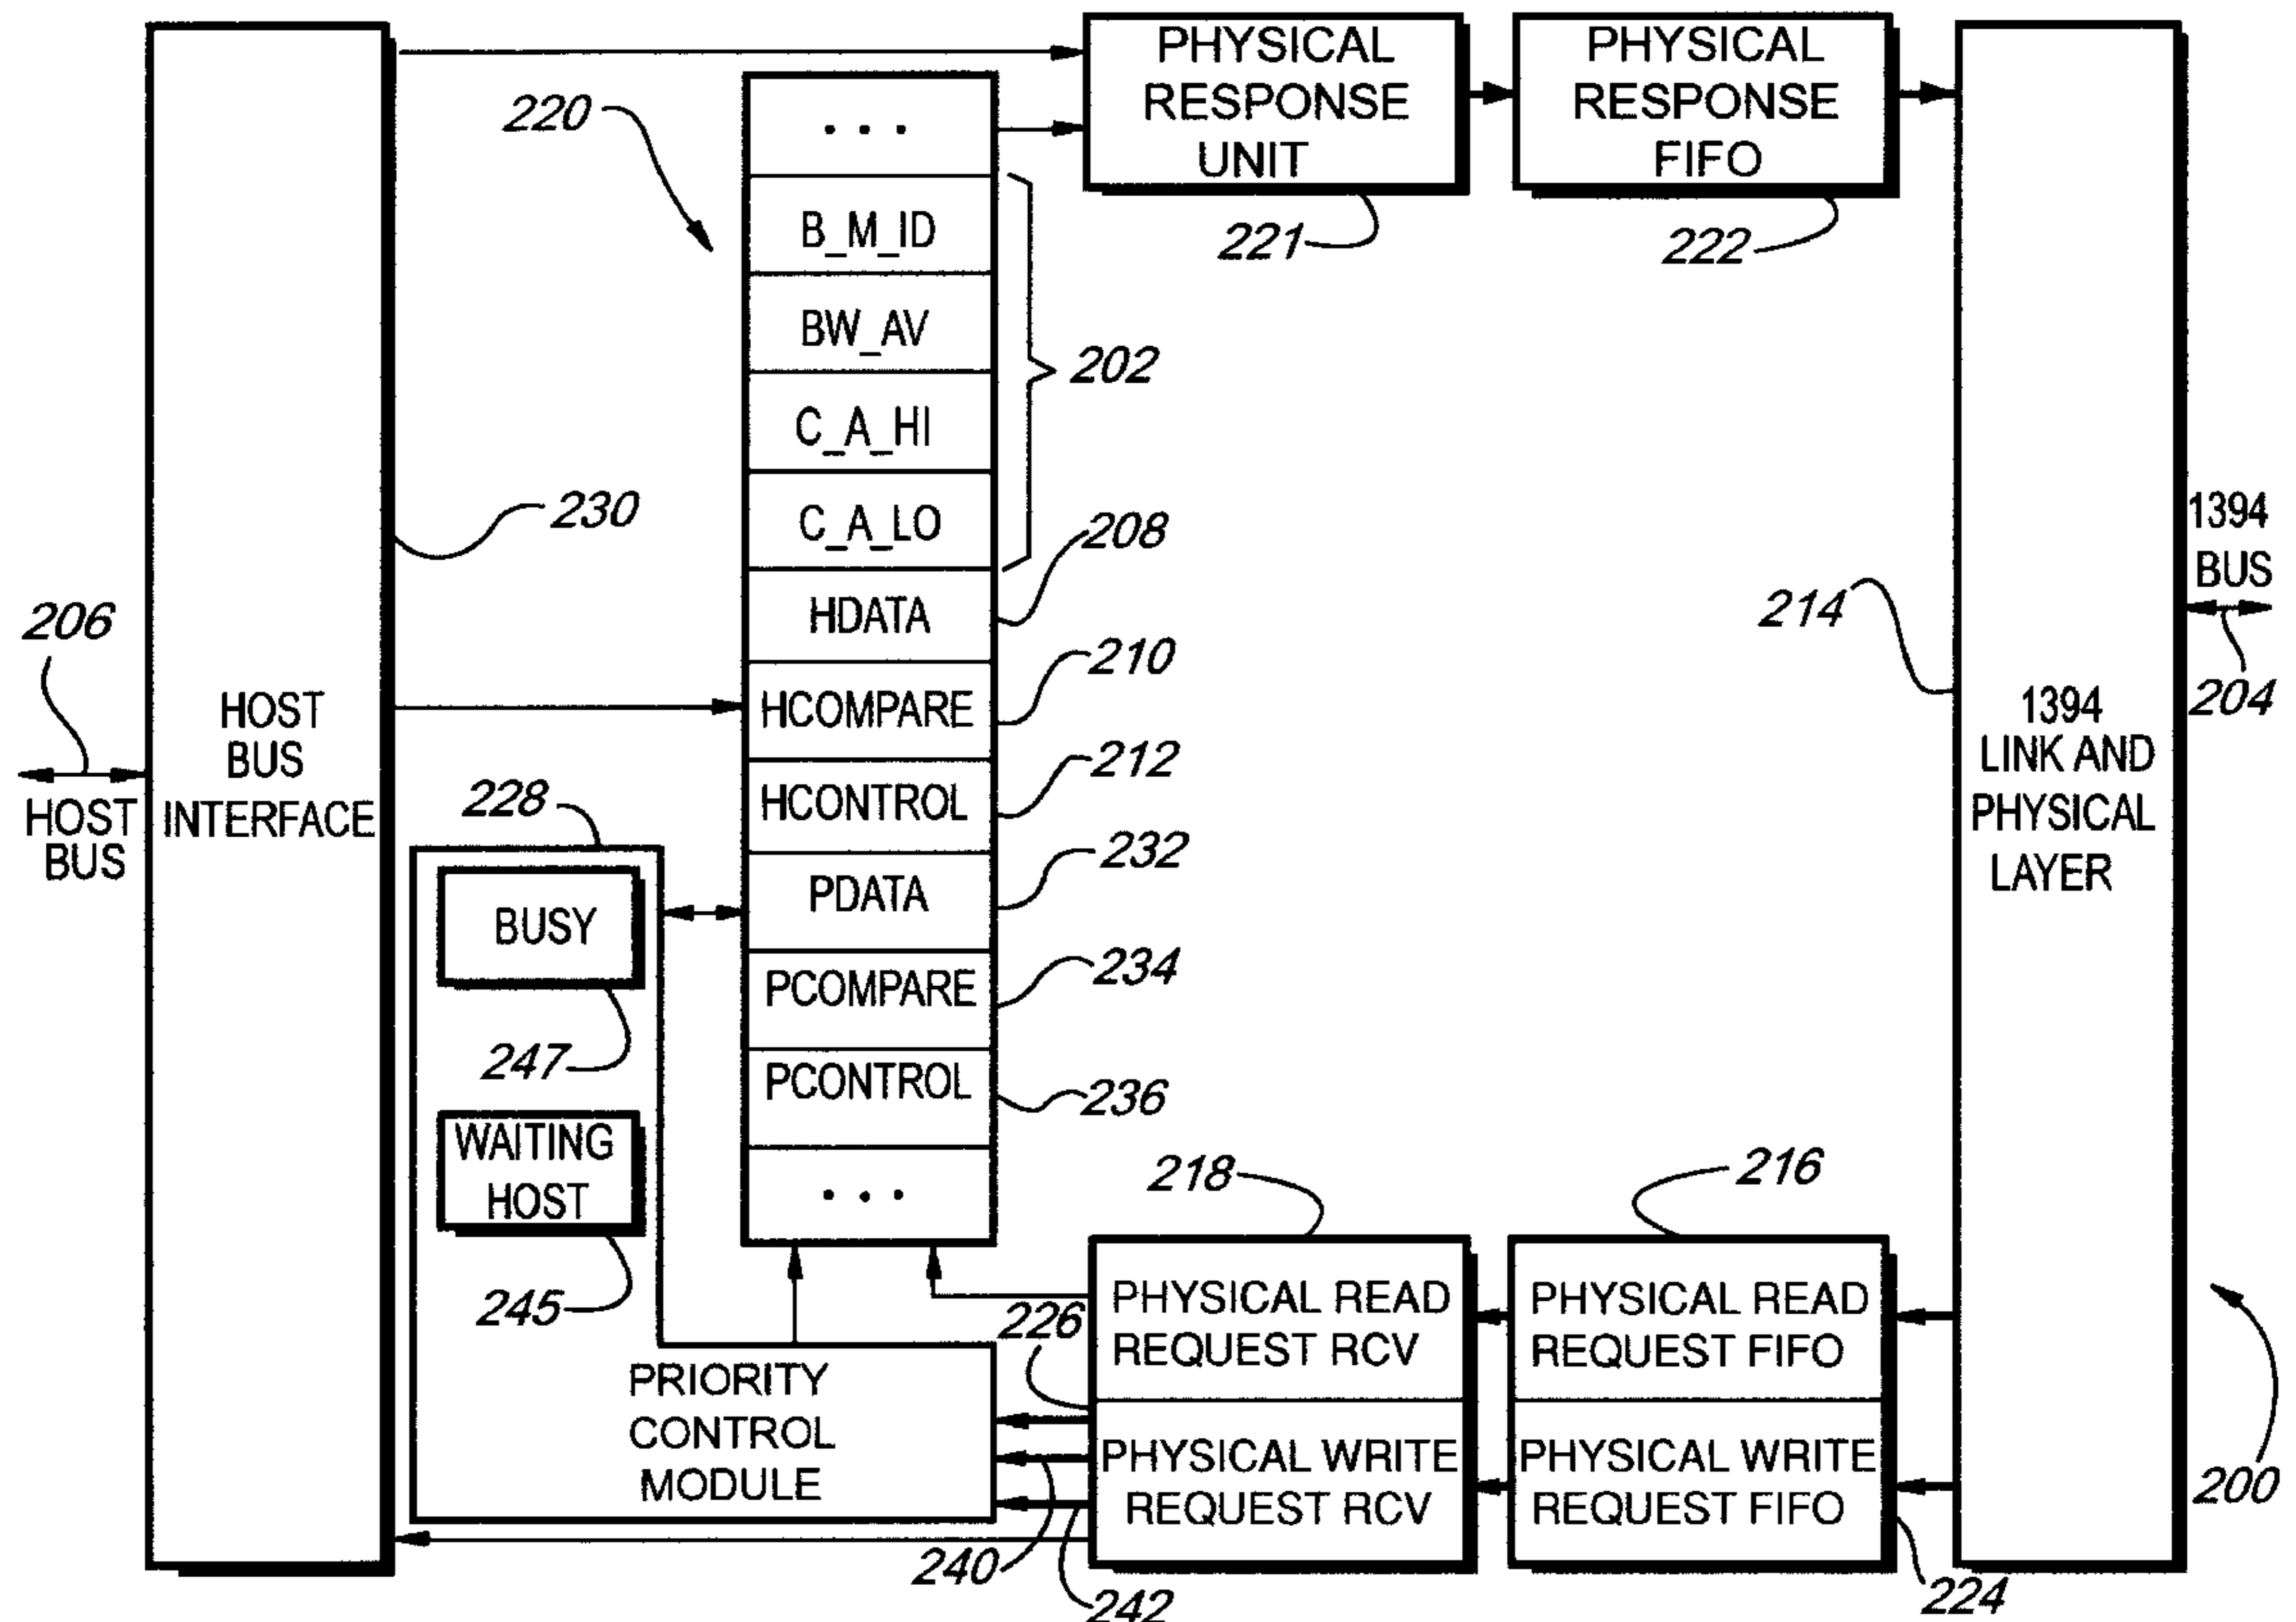 PHYSICAL
RESPONSE
UNIT
PHYSICAL
RESPONSE
FIFO
220
. . .
221
222
B_M_ID
BW_AV
202
C_A_HI
C_A_LO
230
208
1394
BUS
HDATA
206
214
204
210
HOST
BUS
INTERFACE
HCOMPARE
1394
LINK AND
PHYSICAL
LAYER
HOST
BUS
212
HCONTROL
228
232
PDATA
BUSY
234
PCOMPARE
247
PCONTROL
236
WAITING
HOST
245
. . .
218
216
226
PHYSICAL READ
REQUEST RCV
PHYSICAL READ
REQUEST FIFO
PRIORITY
CONTROL
MODULE
PHYSICAL WRITE
REQUEST RCV
PHYSICAL WRITE
REQUEST FIFO
200
240
242
224